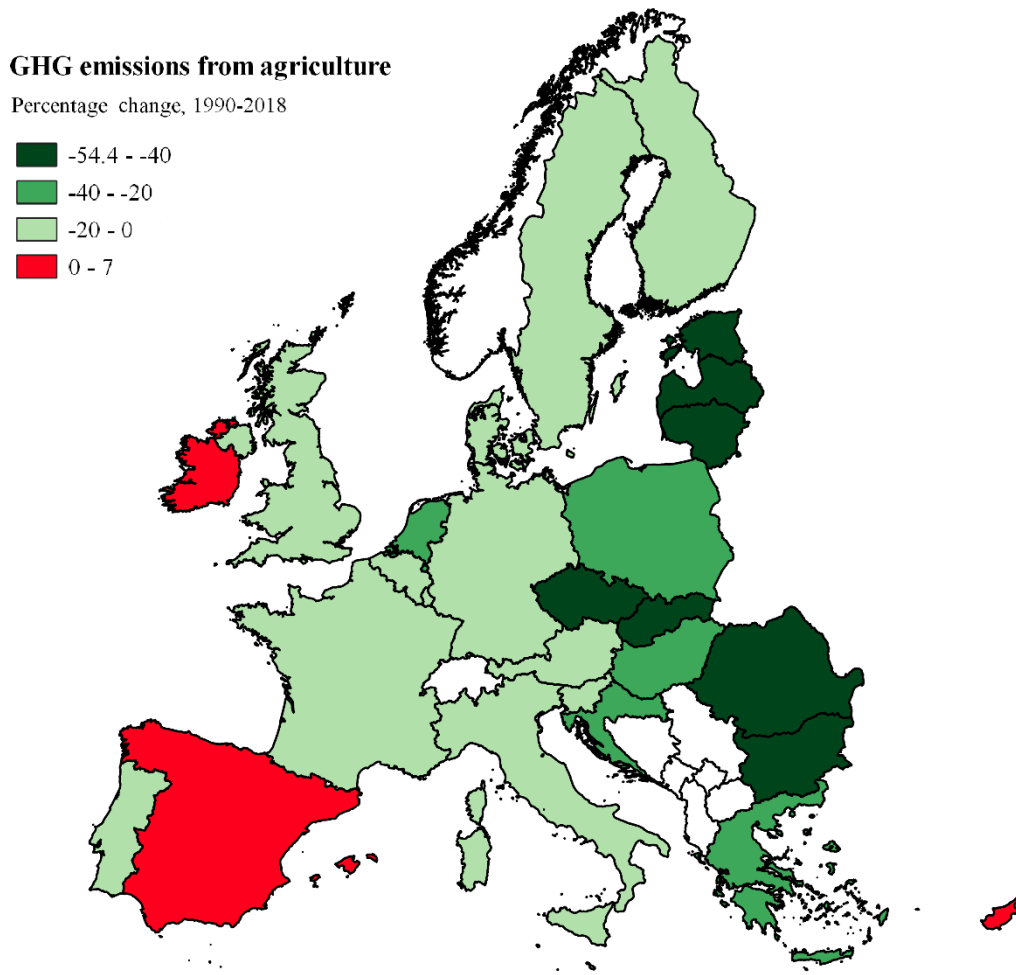 GHG emissions from agriculture
Percentage change, 1990-2018
-54.4 - -40
-40 - -20
-20 - 0
0 - 7